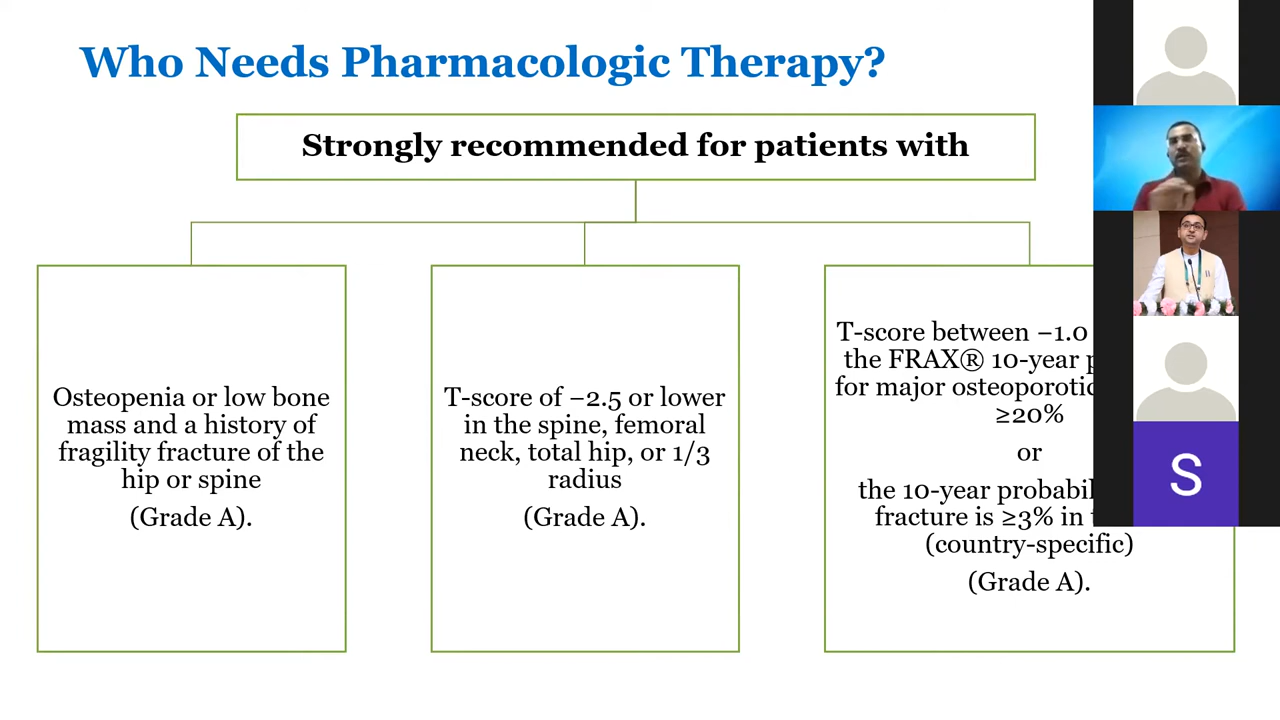 Who Needs Pharmacologic Therapy?
Strongly recommended for patients with
Osteopenia or low bone
mass and a history of
fragility fracture of the
hip or spine
(Grade A).
T-score of −2.5 or lower
in the spine, femoral
neck, total hip, or 1/3
radius
(Grade A).
T-score between −1.0
the FRAX® 10-year
for major osteoporotic
≥20%
or
the 10-year
fracture is ≥3% in
(country-specific)
(Grade A).
S